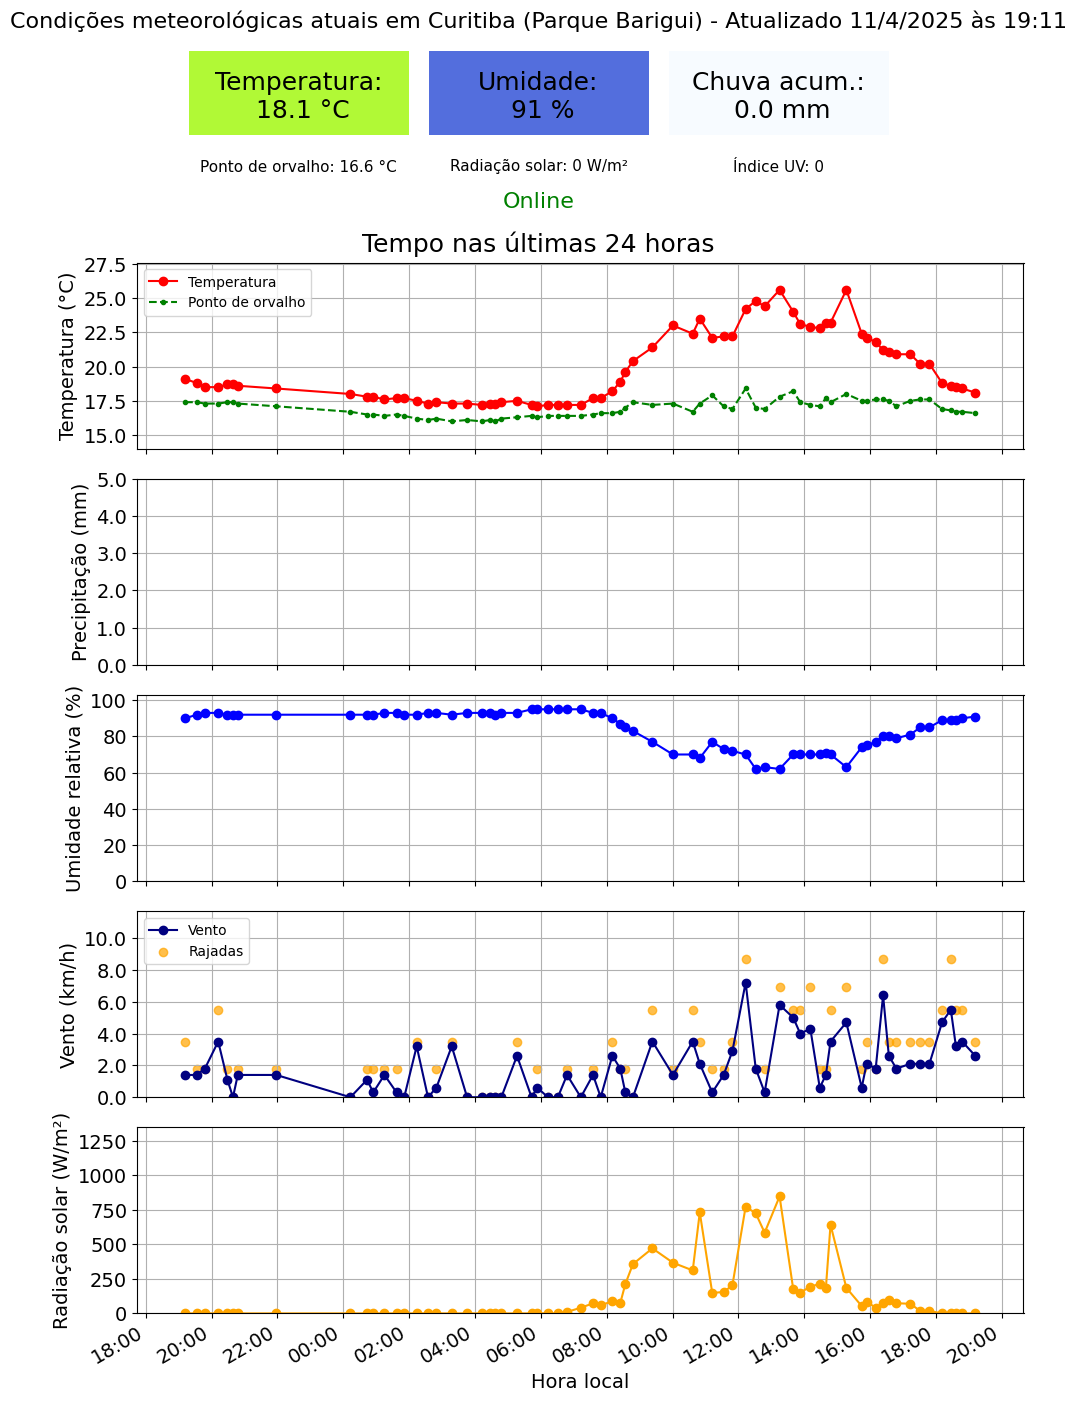 Condições meteorológicas atuais em Curitiba (Parque Barigui) - Atualizado 11/4/2025 às 19:11
Temperatura:
18.1 °C
Umidade:
91 %
Chuva acum.:
0.0 mm
Ponto de orvalho: 16.6 °C
Radiação solar: 0 W/m²
Índice UV: 0
Online
Tempo nas últimas 24 horas
Temperatura (°C)
27.5
25.0
22.5
20.0
17.5
15.0
Temperatura
Ponto de orvalho
Precipitação (mm)
5.0
4.0
3.0
2.0
1.0
0.0
Umidade relativa (%)
100
80
60
40
20
0
Vento (km/h)
10.0
8.0
6.0
4.0
2.0
0.0
Vento
Rajadas
Radiação solar (W/m²)
1250
1000
750
500
250
0
18:00
20:00
22:00
00:00
02:00
04:00
06:00
08:00
10:00
12:00
14:00
16:00
18:00
20:00
Hora local